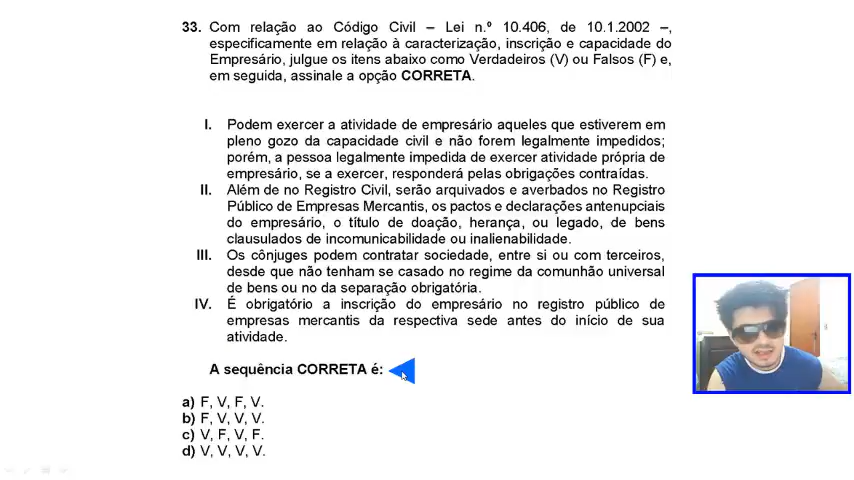 33. Com relação ao Código Civil – Lei n.º 10.406, de 10.1.2002 –,
especificamente em relação à caracterização, inscrição e capacidade do
Empresário, julgue os itens abaixo como Verdadeiros (V) ou Falsos (F) e,
em seguida, assinale a opção CORRETA.
I. Podem exercer a atividade de empresário aqueles que estiverem em
pleno gozo da capacidade civil e não forem legalmente impedidos;
porém, a pessoa legalmente impedida de exercer atividade própria de
empresário, se a exercer, responderá pelas obrigações contraídas.
II. Além de no Registro Civil, serão arquivados e averbados no Registro
Público de Empresas Mercantis, os pactos e declarações antenupciais
do empresário, o título de doação, herança, ou legado, de bens
clausulados de incomunicabilidade ou inalienabilidade.
III. Os cônjuges podem contratar sociedade, entre si ou com terceiros,
desde que não tenham se casado no regime da comunhão universal
de bens ou no da separação obrigatória.
IV. É obrigatório a inscrição do empresário no registro público de
empresas mercantis da respectiva sede antes do início de sua
atividade.
A sequência CORRETA é:
a) F, V, F, V.
b) F, V, V, V.
c) V, F, V, F.
d) V, V, V, V.